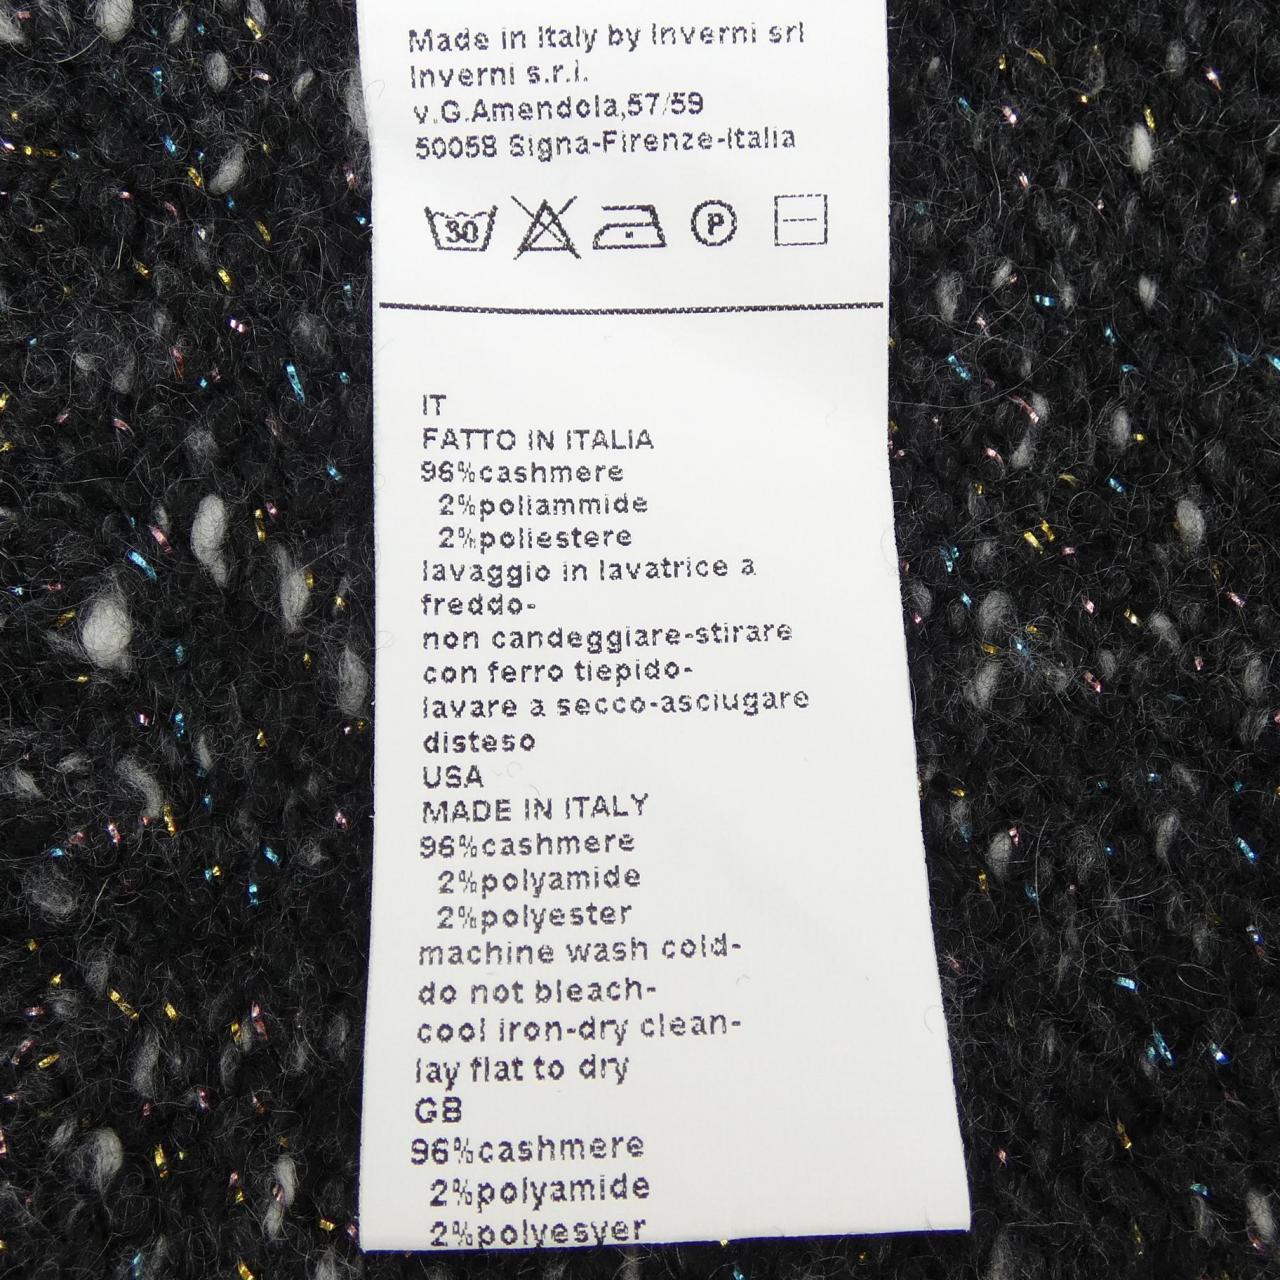 Made in Italy by Inverni srl
Inverni s.r.l.
v.G.Amendola,57/59
50058 Signa-Firenze-Italia
30 P
IT
FATTO IN ITALIA
96%cashmere
2%poliammide
2%poliestere
lavaggio in lavatrice a
freddo-
non candeggiare-stirare
con ferro tiepido-
lavare a secco-asciugare
disteso
USA
MADE IN ITALY
96%cashmere
2%polyamide
2%polyester
machine wash cold-
do not bleach-
cool iron-dry clean-
lay flat to dry
GB
96%cashmere
2%polyamide
2%polyesyer